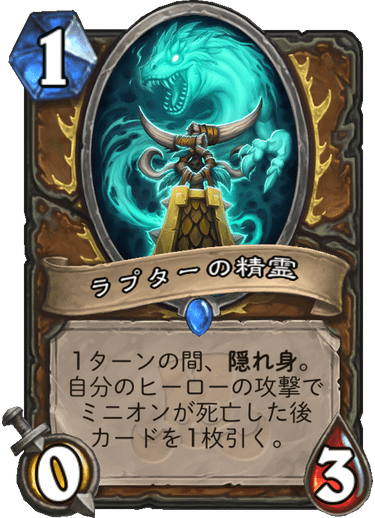 1
ラプターの精霊
1ターンの間、隠れ身。
自分のヒーローの攻撃で
ミニオンが死亡した後
カードを1枚引く。
0
3